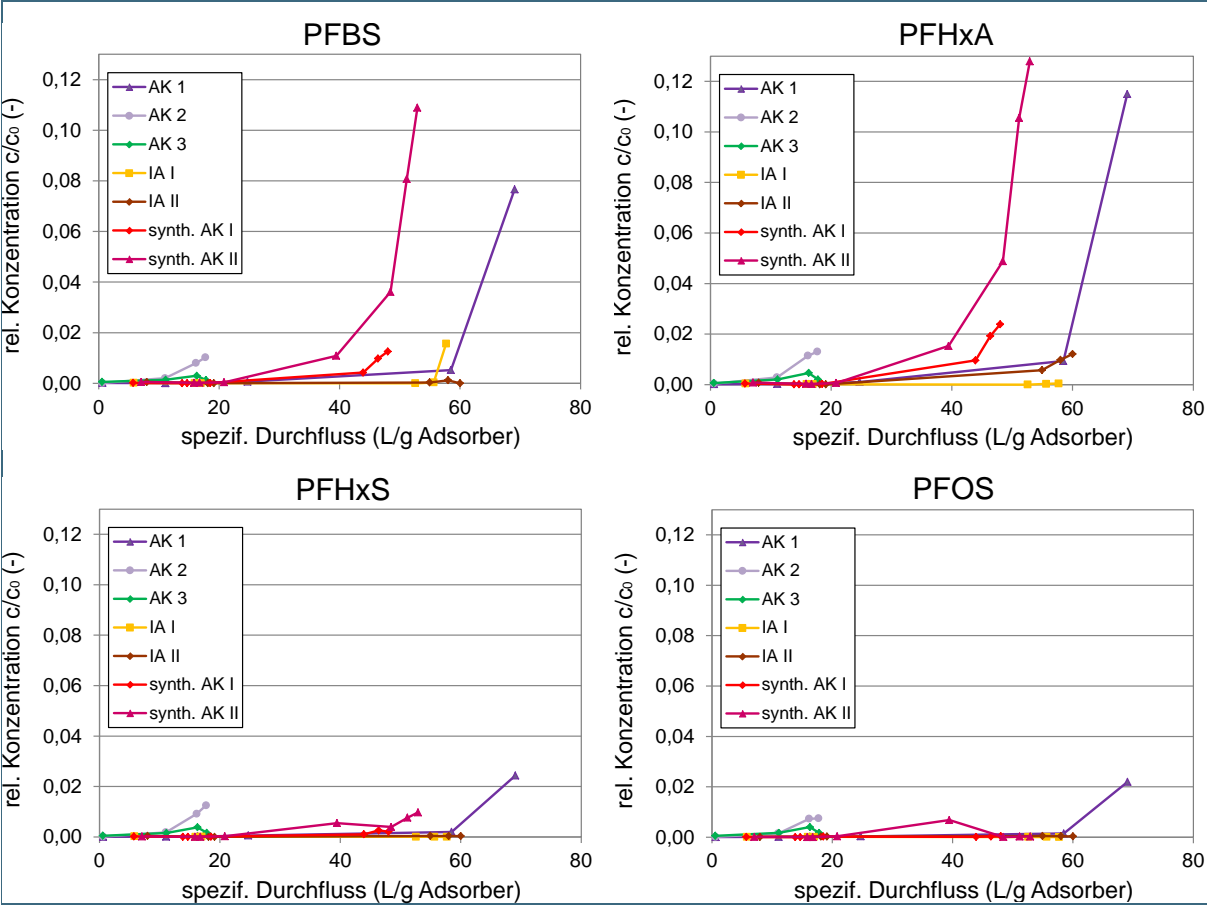 PFBS
rel. Konzentration c/c₀ (-)
0,12
0,10
0,08
0,06
0,04
0,02
0,00
AK 1
AK 2
AK 3
IA I
IA II
synth. AK I
synth. AK II
0 20 40 60 80
spezif. Durchfluss (L/g Adsorber)
PFHxA
rel. Konzentration c/c₀ (-)
0,12
0,10
0,08
0,06
0,04
0,02
0,00
AK 1
AK 2
AK 3
IA I
IA II
synth. AK I
synth. AK II
0 20 40 60 80
spezif. Durchfluss (L/g Adsorber)
PFHxS
rel. Konzentration c/c₀ (-)
0,12
0,10
0,08
0,06
0,04
0,02
0,00
AK 1
AK 2
AK 3
IA I
IA II
synth. AK I
synth. AK II
0 20 40 60 80
spezif. Durchfluss (L/g Adsorber)
PFOS
rel. Konzentration c/c₀ (-)
0,12
0,10
0,08
0,06
0,04
0,02
0,00
AK 1
AK 2
AK 3
IA I
IA II
synth. AK I
synth. AK II
0 20 40 60 80
spezif. Durchfluss (L/g Adsorber)